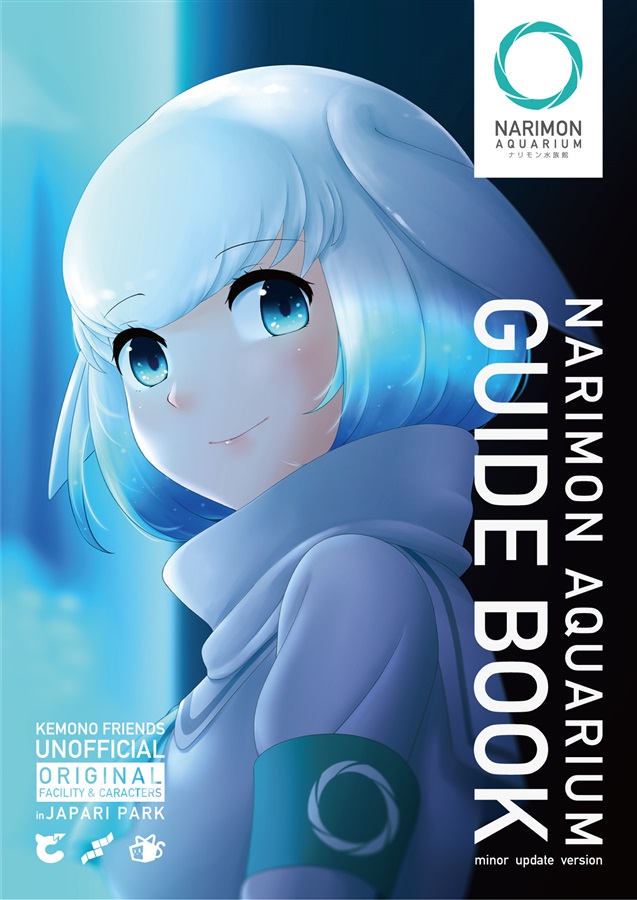 NARIMON
AQUARIUM
ナリモン水族館
NARIMON AQUARIUM
GUIDE BOOK
minor update version
KEMONO FRIENDS
UNOFFICIAL
ORIGINAL
FACILITY & CARACTERS
in JAPARI PARK